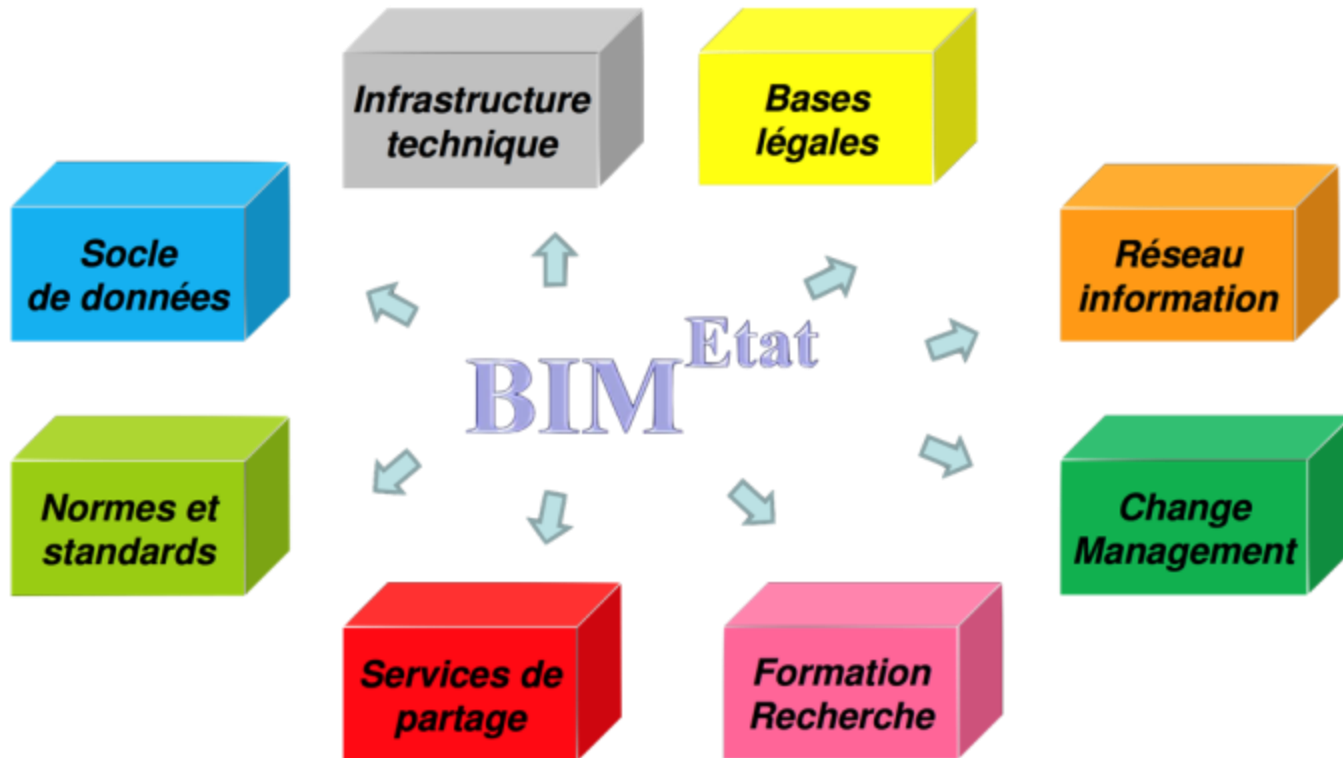 Infrastructure
technique
Bases
légales
Socle
de données
Réseau
information
BIM Etat
Normes et
standards
Change
Management
Services de
partage
Formation
Recherche